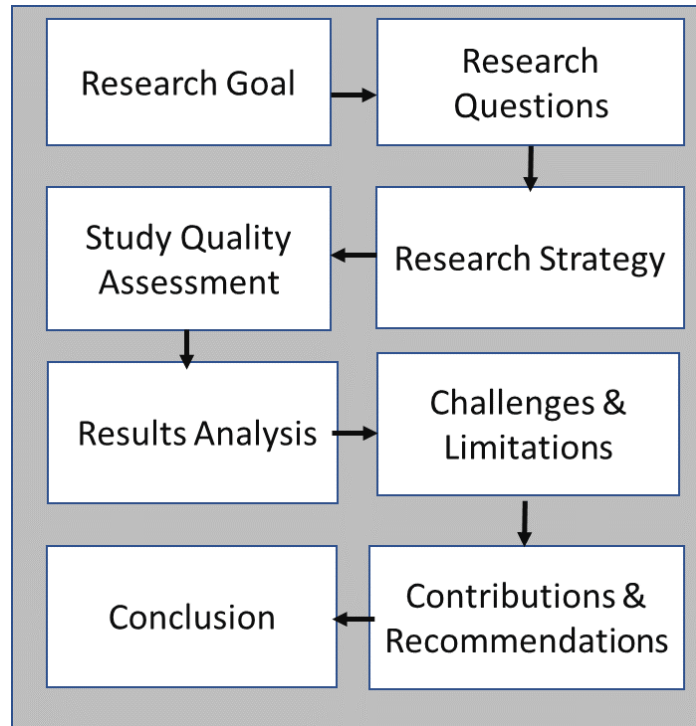 Research Goal
Research
Questions
Research Strategy
Study Quality
Assessment
Results Analysis
Challenges &
Limitations
Contributions &
Recommendations
Conclusion